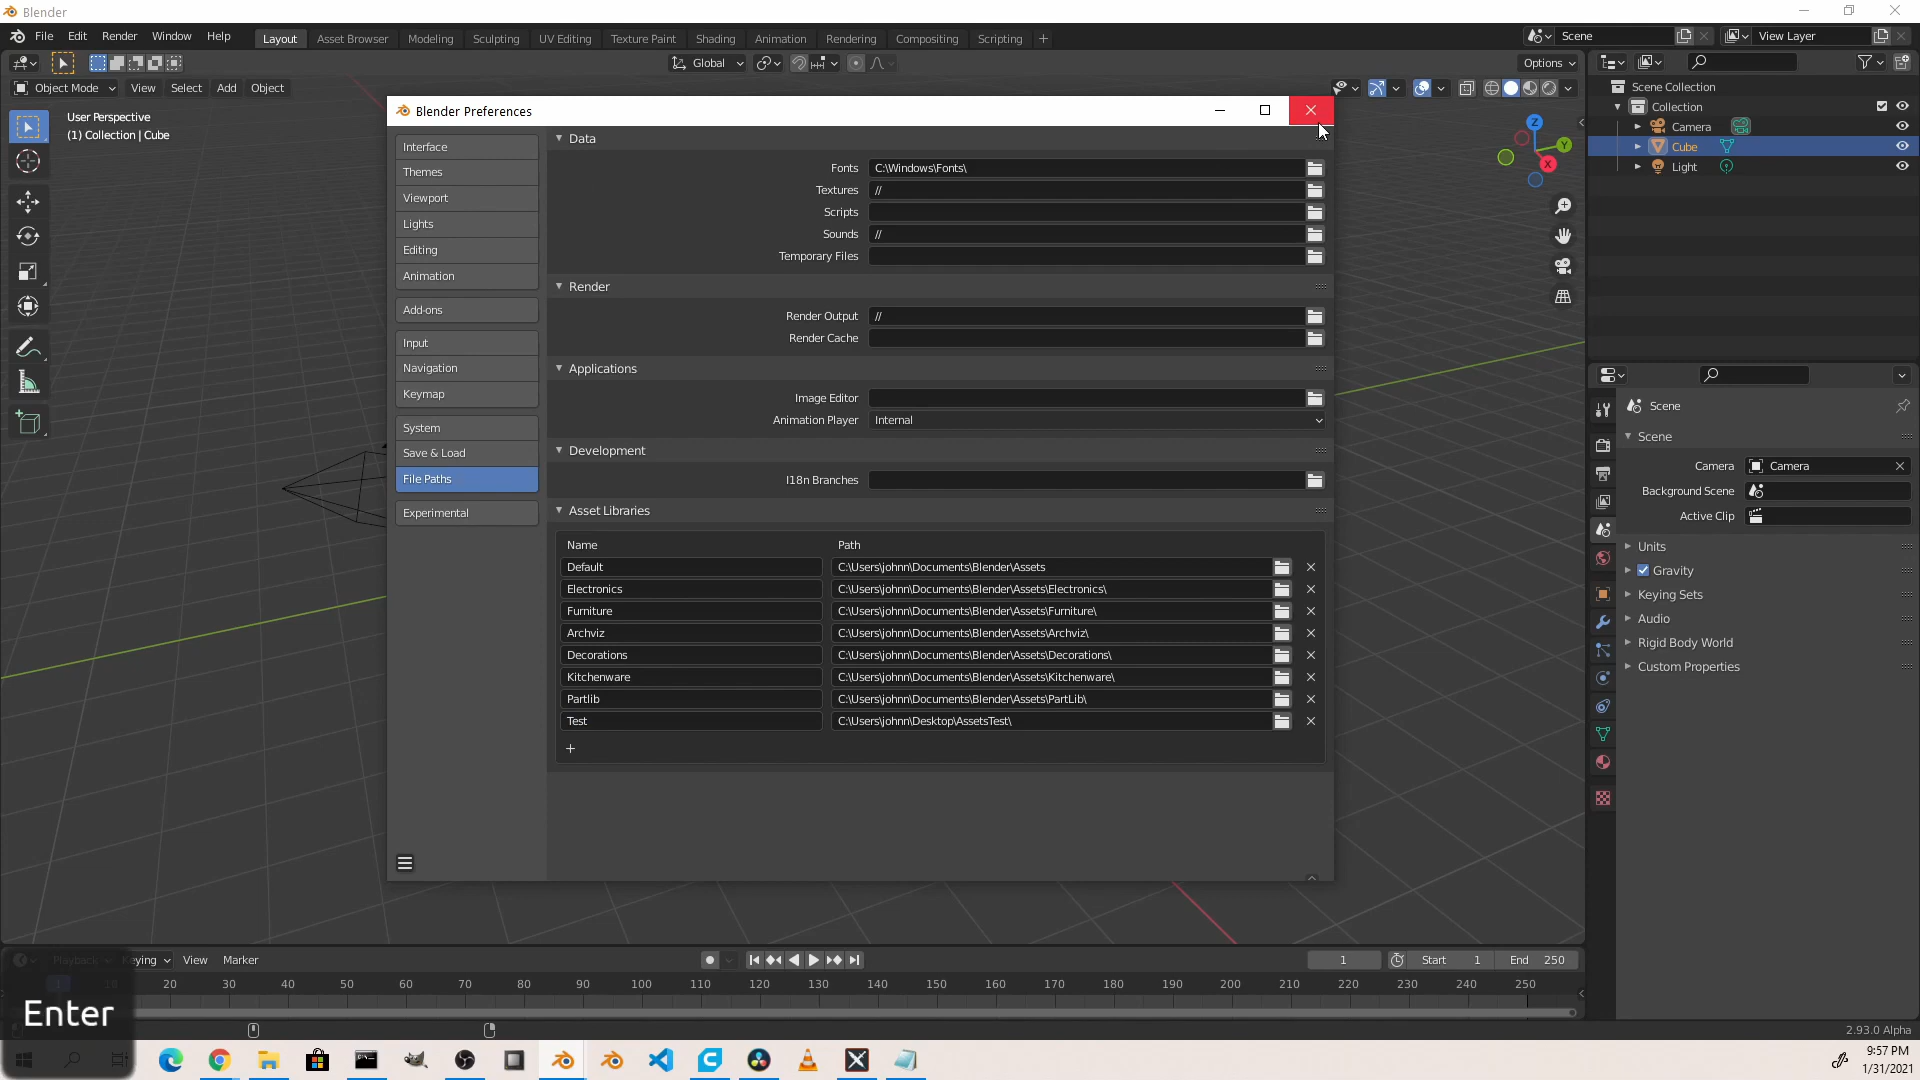 Blender
File Edit Render Window Help
Layout Asset Browser Modeling Sculpting UV Editing Texture Paint Shading Animation Rendering Compositing Scripting
Scene
View Layer
Global
Options
Object Mode View Select Add Object
User Perspective
(1) Collection | Cube
Z
Y
X
Blender Preferences
Interface
Themes
Viewport
Lights
Editing
Animation
Add-ons
Input
Navigation
Keymap
System
Save & Load
File Paths
Experimental
Data
Fonts C:\Windows\Fonts\
Textures //
Scripts
Sounds //
Temporary Files
Render
Render Output //
Render Cache
Applications
Image Editor
Animation Player Internal
Development
I18n Branches
Asset Libraries
Name Path
Default C:\Users\johnn\Documents\Blender\Assets
Electronics C:\Users\johnn\Documents\Blender\Assets\Electronics\
Furniture C:\Users\johnn\Documents\Blender\Assets\Furniture\
Archviz C:\Users\johnn\Documents\Blender\Assets\Archviz\
Decorations C:\Users\johnn\Documents\Blender\Assets\Decorations\
Kitchenware C:\Users\johnn\Documents\Blender\Assets\Kitchenware\
Partlib C:\Users\johnn\Documents\Blender\Assets\PartLib\
Test C:\Users\johnn\Desktop\AssetsTest\
Scene Collection
Collection
Camera
Cube
Light
Scene
Scene
Camera Camera
Background Scene
Active Clip
Units
Gravity
Keying Sets
Audio
Rigid Body World
Custom Properties
Playback Keying View Marker
1 Start 1 End 250
20 30 40 50 60 70 80 90 100 110 120 130 140 150 160 170 180 190 200 210 220 230 240 250
Enter
2.93.0 Alpha
9:57 PM
1/31/2021